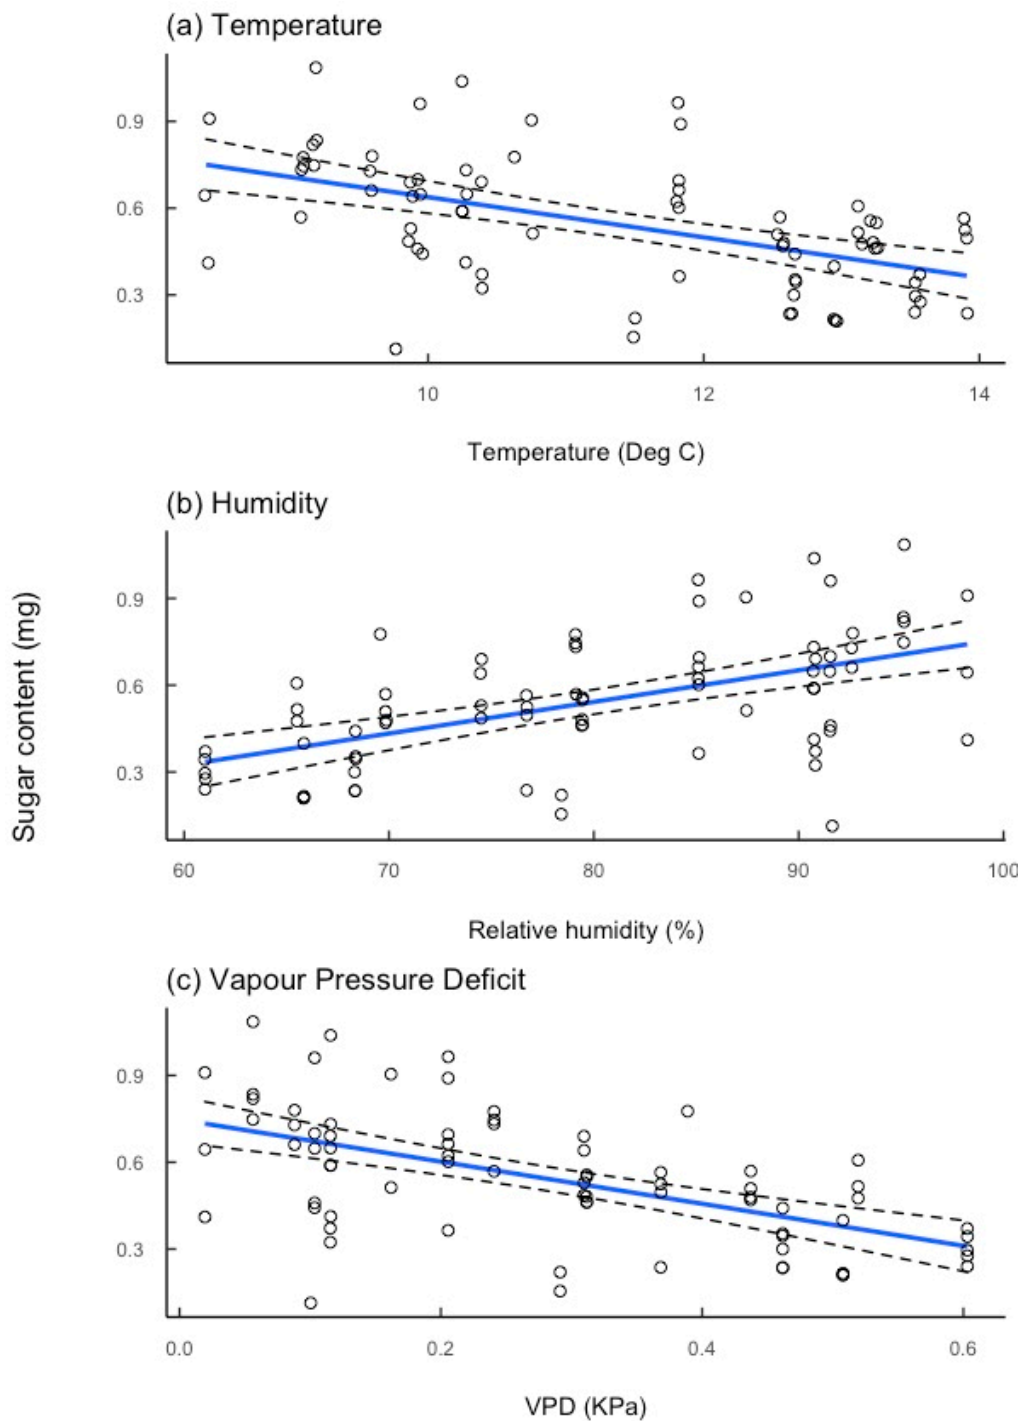 (a) Temperature
0.9
0.6
0.3
10 12 14
Temperature (Deg C)
(b) Humidity
Sugar content (mg)
0.9
0.6
0.3
60 70 80 90 100
Relative humidity (%)
(c) Vapour Pressure Deficit
0.9
0.6
0.3
0.0 0.2 0.4 0.6
VPD (KPa)